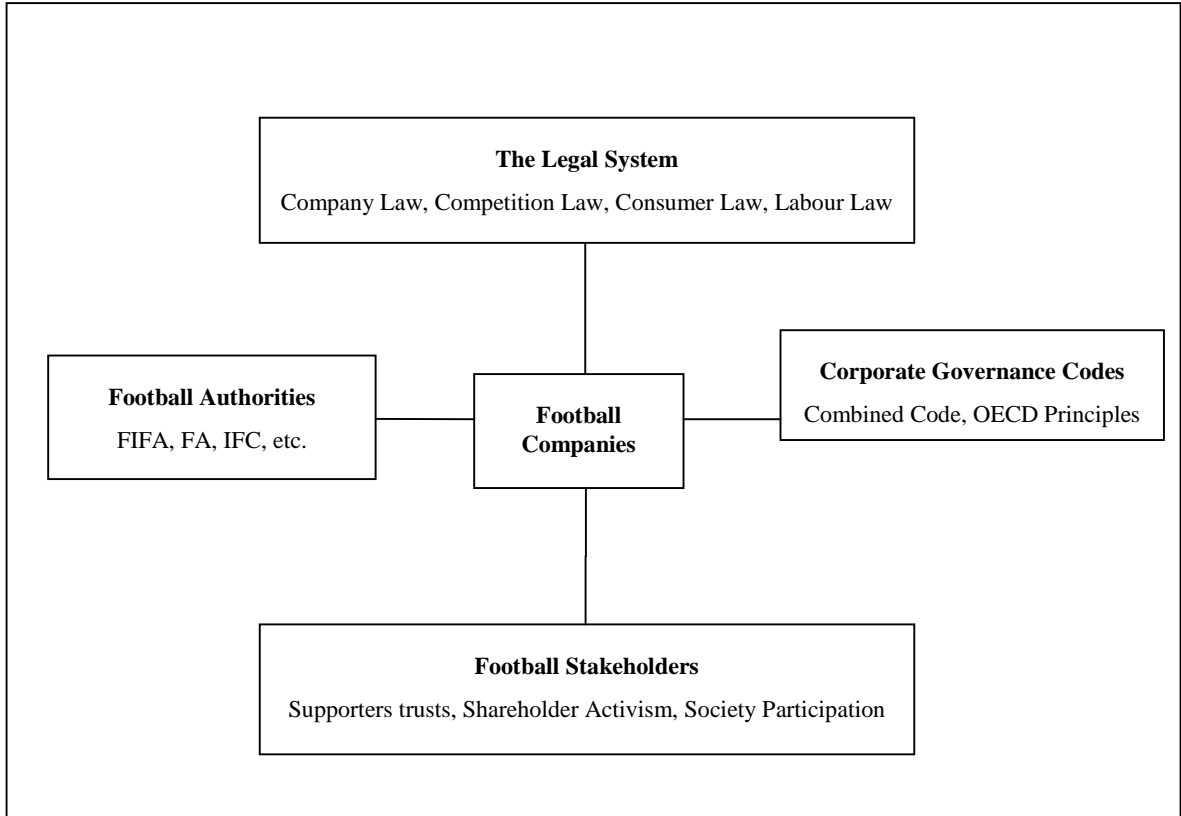 The Legal System
Company Law, Competition Law, Consumer Law, Labour Law
Football Authorities
FIFA, FA, IFC, etc.
Football
Companies
Corporate Governance Codes
Combined Code, OECD Principles
Football Stakeholders
Supporters trusts, Shareholder Activism, Society Participation